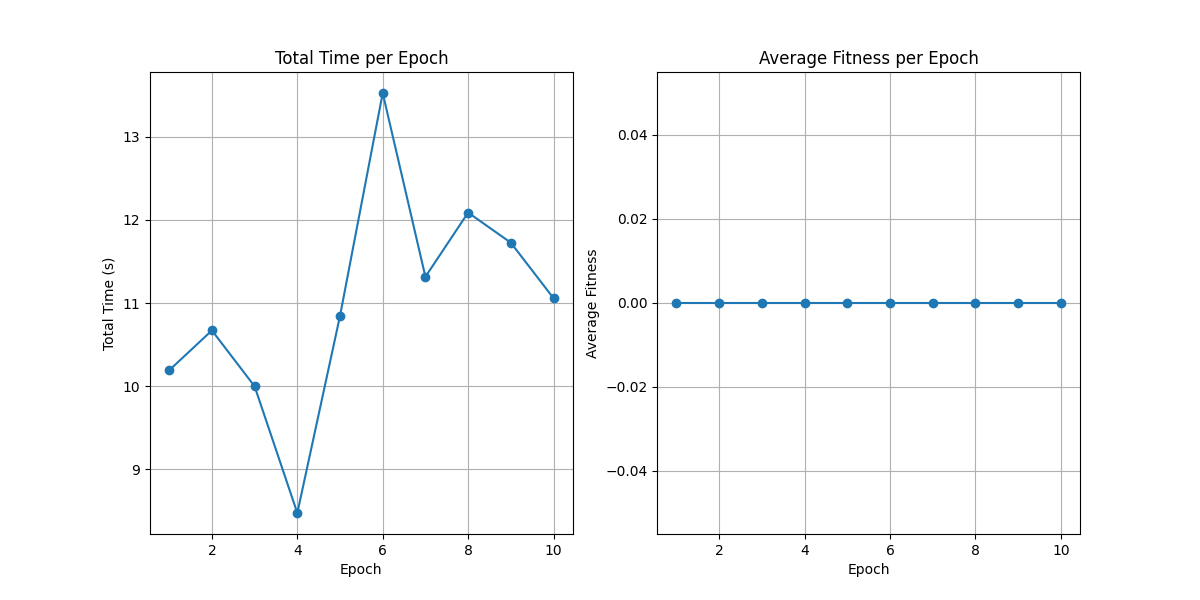 Total Time per Epoch
Total Time (s)
13
12
11
10
9
2 4 6 8 10
Epoch
Average Fitness per Epoch
Average Fitness
0.04
0.02
0.00
−0.02
−0.04
2 4 6 8 10
Epoch